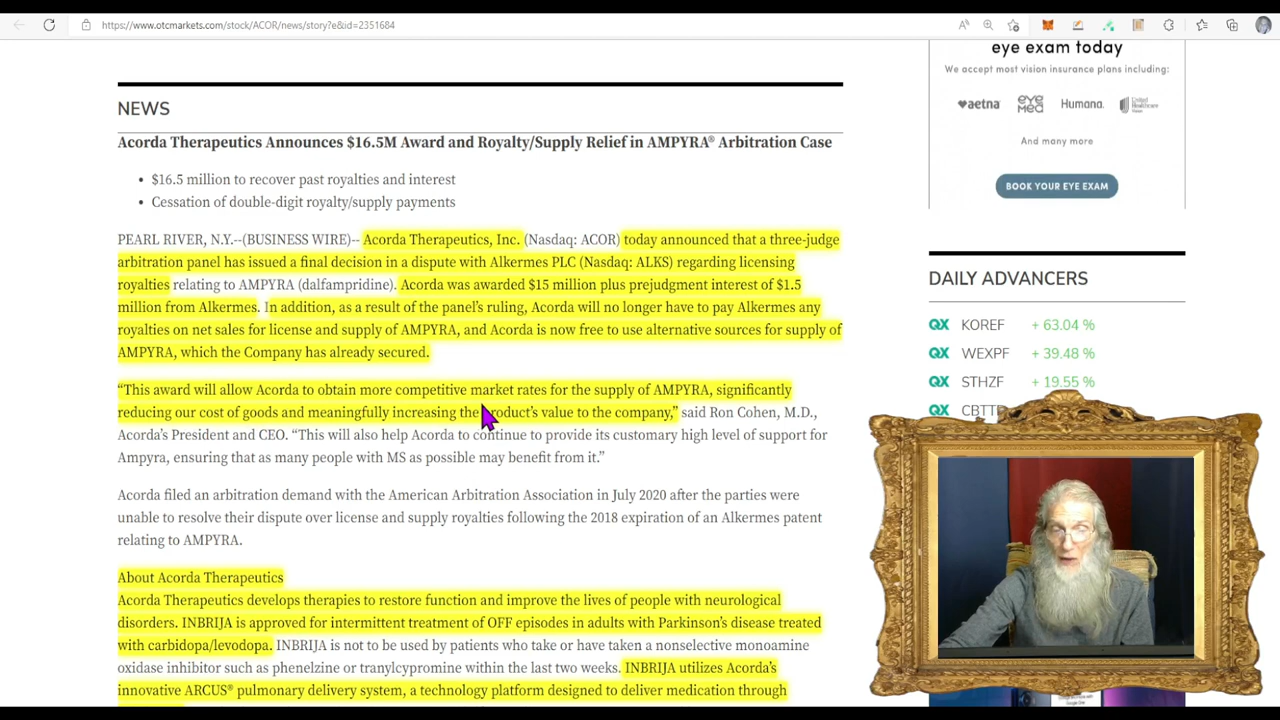 https://www.otcmarkets.com/stock/ACOR/news/story?e&id=2351684
NEWS
Acorda Therapeutics Announces $16.5M Award and Royalty/Supply Relief in AMPYRA® Arbitration Case
• $16.5 million to recover past royalties and interest
• Cessation of double-digit royalty/supply payments
PEARL RIVER, N.Y.--(BUSINESS WIRE)-- Acorda Therapeutics, Inc. (Nasdaq: ACOR) today announced that a three-judge
arbitration panel has issued a final decision in a dispute with Alkermes PLC (Nasdaq: ALKS) regarding licensing
royalties relating to AMPYRA (dalfampridine). Acorda was awarded $15 million plus prejudgment interest of $1.5
million from Alkermes. In addition, as a result of the panel's ruling, Acorda will no longer have to pay Alkermes any
royalties on net sales for license and supply of AMPYRA, and Acorda is now free to use alternative sources for supply of
AMPYRA, which the Company has already secured.
“This award will allow Acorda to obtain more competitive market rates for the supply of AMPYRA, significantly
reducing our cost of goods and meaningfully increasing the product's value to the company,” said Ron Cohen, M.D.,
Acorda's President and CEO. “This will also help Acorda to continue to provide its customary high level of support for
Ampyra, ensuring that as many people with MS as possible may benefit from it.”
Acorda filed an arbitration demand with the American Arbitration Association in July 2020 after the parties were
unable to resolve their dispute over license and supply royalties following the 2018 expiration of an Alkermes patent
relating to AMPYRA.
About Acorda Therapeutics
Acorda Therapeutics develops therapies to restore function and improve the lives of people with neurological
disorders. INBRIJA is approved for intermittent treatment of OFF episodes in adults with Parkinson's disease treated
with carbidopa/levodopa. INBRIJA is not to be used by patients who take or have taken a nonselective monoamine
oxidase inhibitor such as phenelzine or tranylcypromine within the last two weeks. INBRIJA utilizes Acorda's
innovative ARCUS® pulmonary delivery system, a technology platform designed to deliver medication through
eye exam today
We accept most vision insurance plans including:
aetna eye med Humana. United Healthcare
And many more
BOOK YOUR EYE EXAM
DAILY ADVANCERS
QX KOREF + 63.04 %
QX WEXPF + 39.48 %
QX STHZF + 19.55 %
QX CBTT